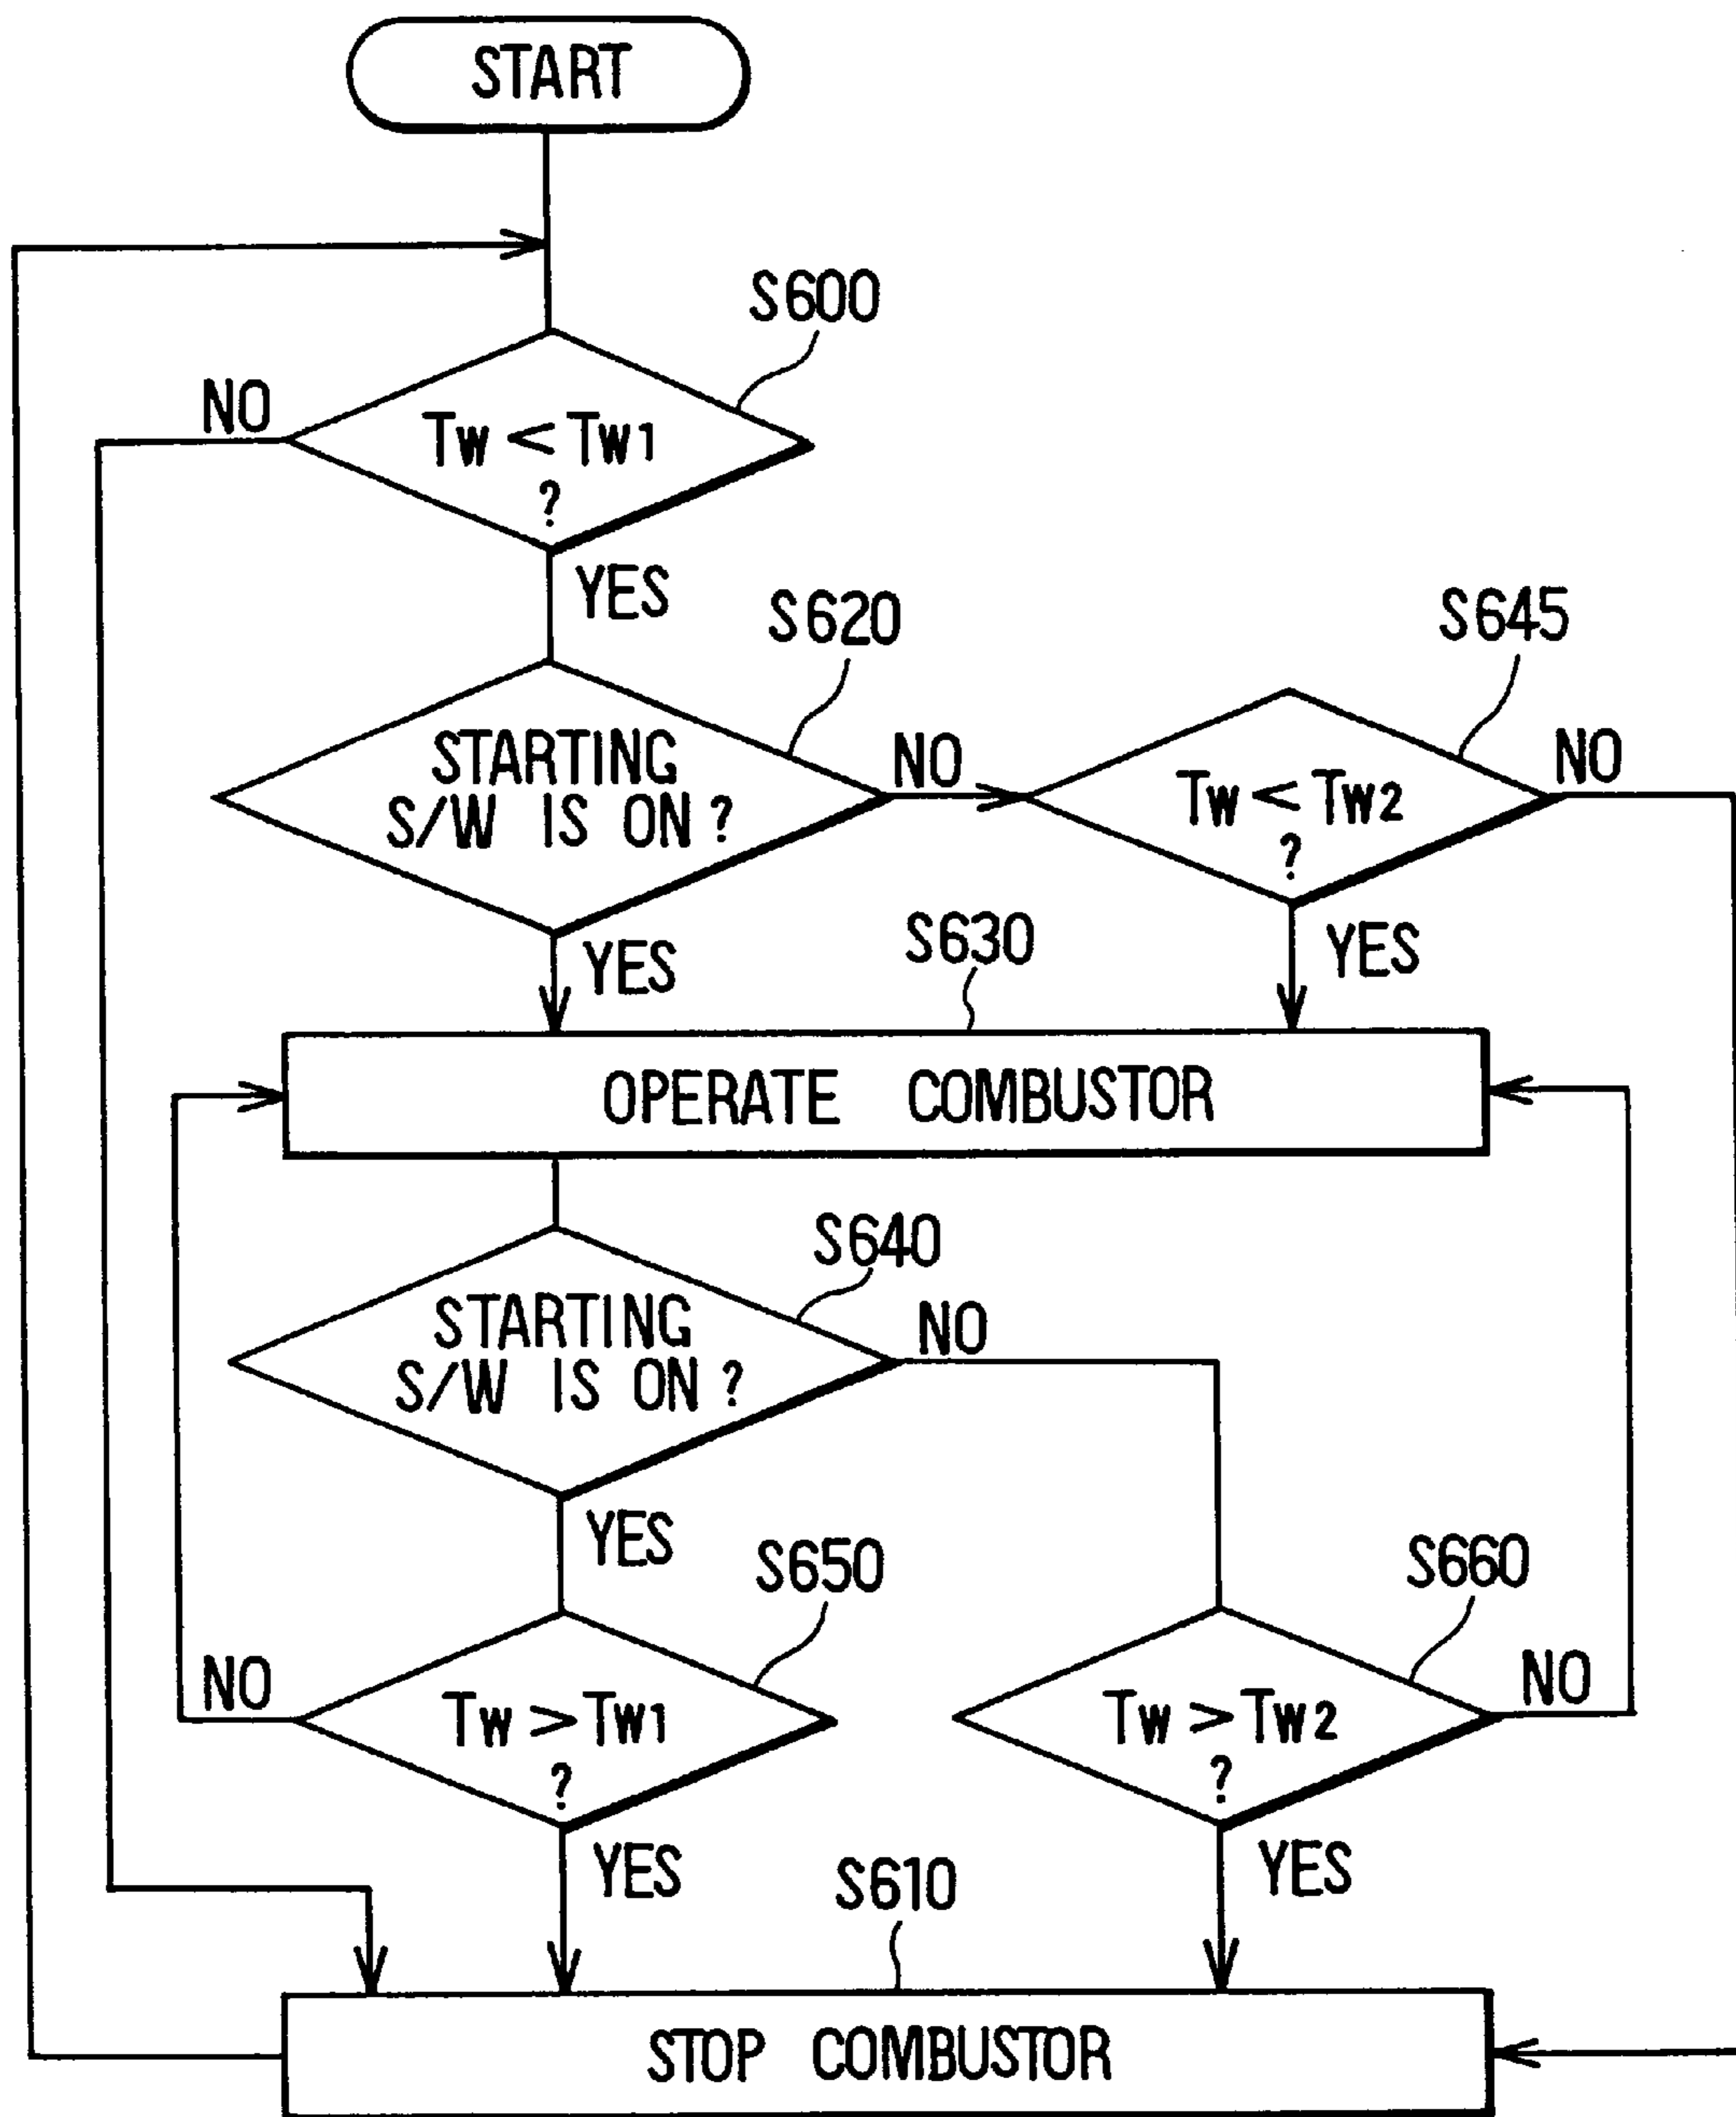 START
S600
NO
Tw < Tw1
?
YES
S620
S645
STARTING
S/W IS ON ?
NO
Tw < Tw2
?
NO
YES
S630
YES
OPERATE COMBUSTOR
S640
STARTING
S/W IS ON ?
NO
YES
S650
S660
NO
Tw > Tw1
?
Tw > Tw2
?
NO
YES
S610
YES
STOP COMBUSTOR